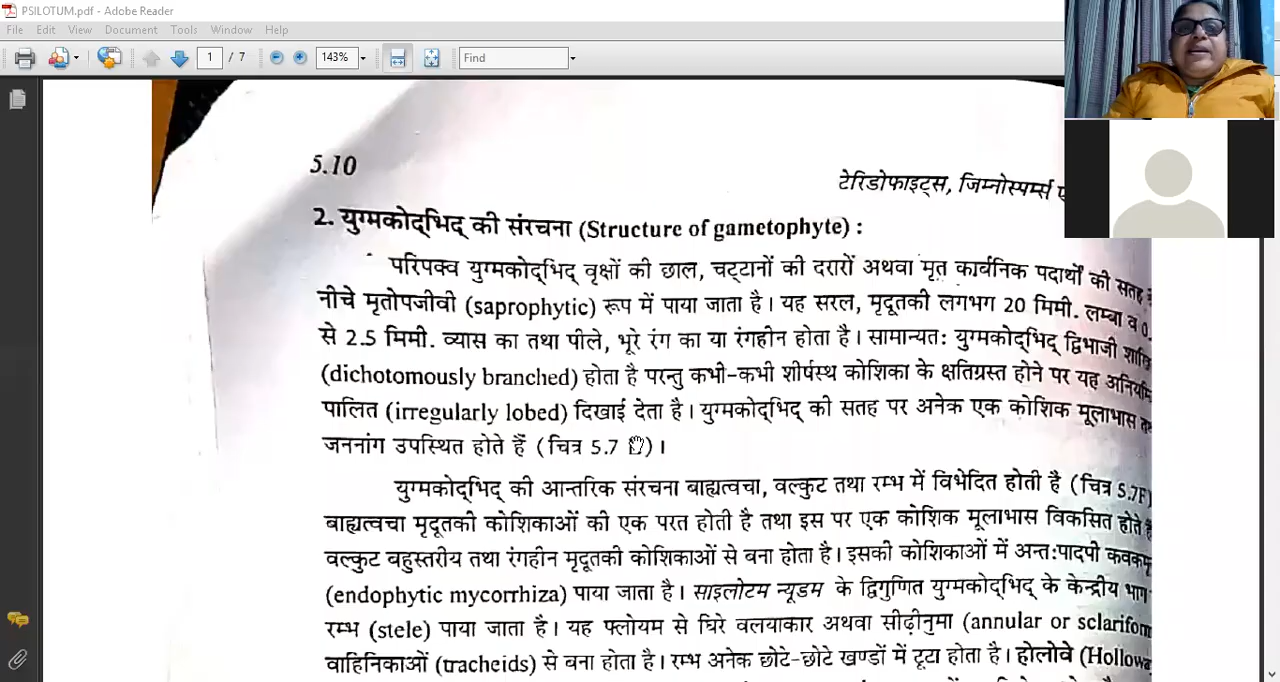 PSILOTUM.pdf - Adobe Reader
File Edit View Document Tools Window Help
1 / 7 143% Find
5.10
टेरिडोफाइट्स, जिम्नोस्पर्म्स
2. युग्मकोद्भिद् की संरचना (Structure of gametophyte) :
परिपक्व युग्मकोद्भिद् वृक्षों की छाल, चट्टानों की दरारों अथवा मृत कार्बनिक पदार्थों की सतह
नीचे मृतोपजीवी (saprophytic) रूप में पाया जाता है। यह सरल, मृदूतकी लगभग 20 मिमी. लम्बा व
से 2.5 मिमी. व्यास का तथा पीले, भूरे रंग का या रंगहीन होता है। सामान्यतः युग्मकोद्भिद् द्विभाजी
(dichotomously branched) होता है परन्तु कभी-कभी शीर्षस्थ कोशिका के क्षतिग्रस्त होने पर यह
पालित (irregularly lobed) दिखाई देता है। युग्मकोद्भिद् की सतह पर अनेक एक कोशिक मूलाभास
जननांग उपस्थित होते हैं (चित्र 5.7 )।
युग्मकोद्भिद् की आन्तरिक संरचना बाह्यत्वचा, वल्कुट तथा रम्भ में विभेदित होती है (चित्र 5.7F)
बाह्यत्वचा मृदूतकी कोशिकाओं की एक परत होती है तथा इस पर एक कोशिक मूलाभास विकसित होते
वल्कुट बहुस्तरीय तथा रंगहीन मृदूतकी कोशिकाओं से बना होता है। इसकी कोशिकाओं में अन्तःपादपी
(endophytic mycorrhiza) पाया जाता है। साइलोटम न्यूडम के द्विगुणित युग्मकोद्भिद् के केन्द्रीय भाग
रम्भ (stele) पाया जाता है। यह फ्लोयम से घिरे वलयाकार अथवा सीढ़ीनुमा (annular or sclariform
वाहिनिकाओं (tracheids) से बना होता है। रम्भ अनेक छोटे-छोटे खण्डों में टूटा होता है। होलोवे (Hollowa